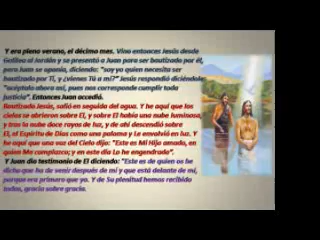 Y era pleno verano, el décimo mes. Vino entonces Jesús desde
Galilea al Jordán y se presentó a Juan para ser bautizado por él,
pero Juan se oponía, diciendo: "soy yo quien necesita ser
bautizado por Ti, y ¿vienes Tú a mí?" Jesús respondió diciéndole:
"acéptalo ahora así, pues nos corresponde cumplir toda
justicia". Entonces Juan accedió.
Bautizado Jesús, salió en seguida del agua. Y he aquí que los
cielos se abrieron sobre El, y sobre El había una nube luminosa,
y tras la nube doce rayos de luz, y de ahí descendió sobre
El, el Espíritu de Dios como una paloma y Le envolvió en luz. Y
he aquí que una voz del Cielo dijo: "Este es Mi Hijo amado, en
quien Me complazco; y en este día Lo he engendrado".
Y Juan dio testimonio de El diciendo: "Este es de quien os he
dicho que ha de venir después de mí y que está delante de mí,
porque era primero que yo. Y de Su plenitud hemos recibido
todos, gracia sobre gracia.